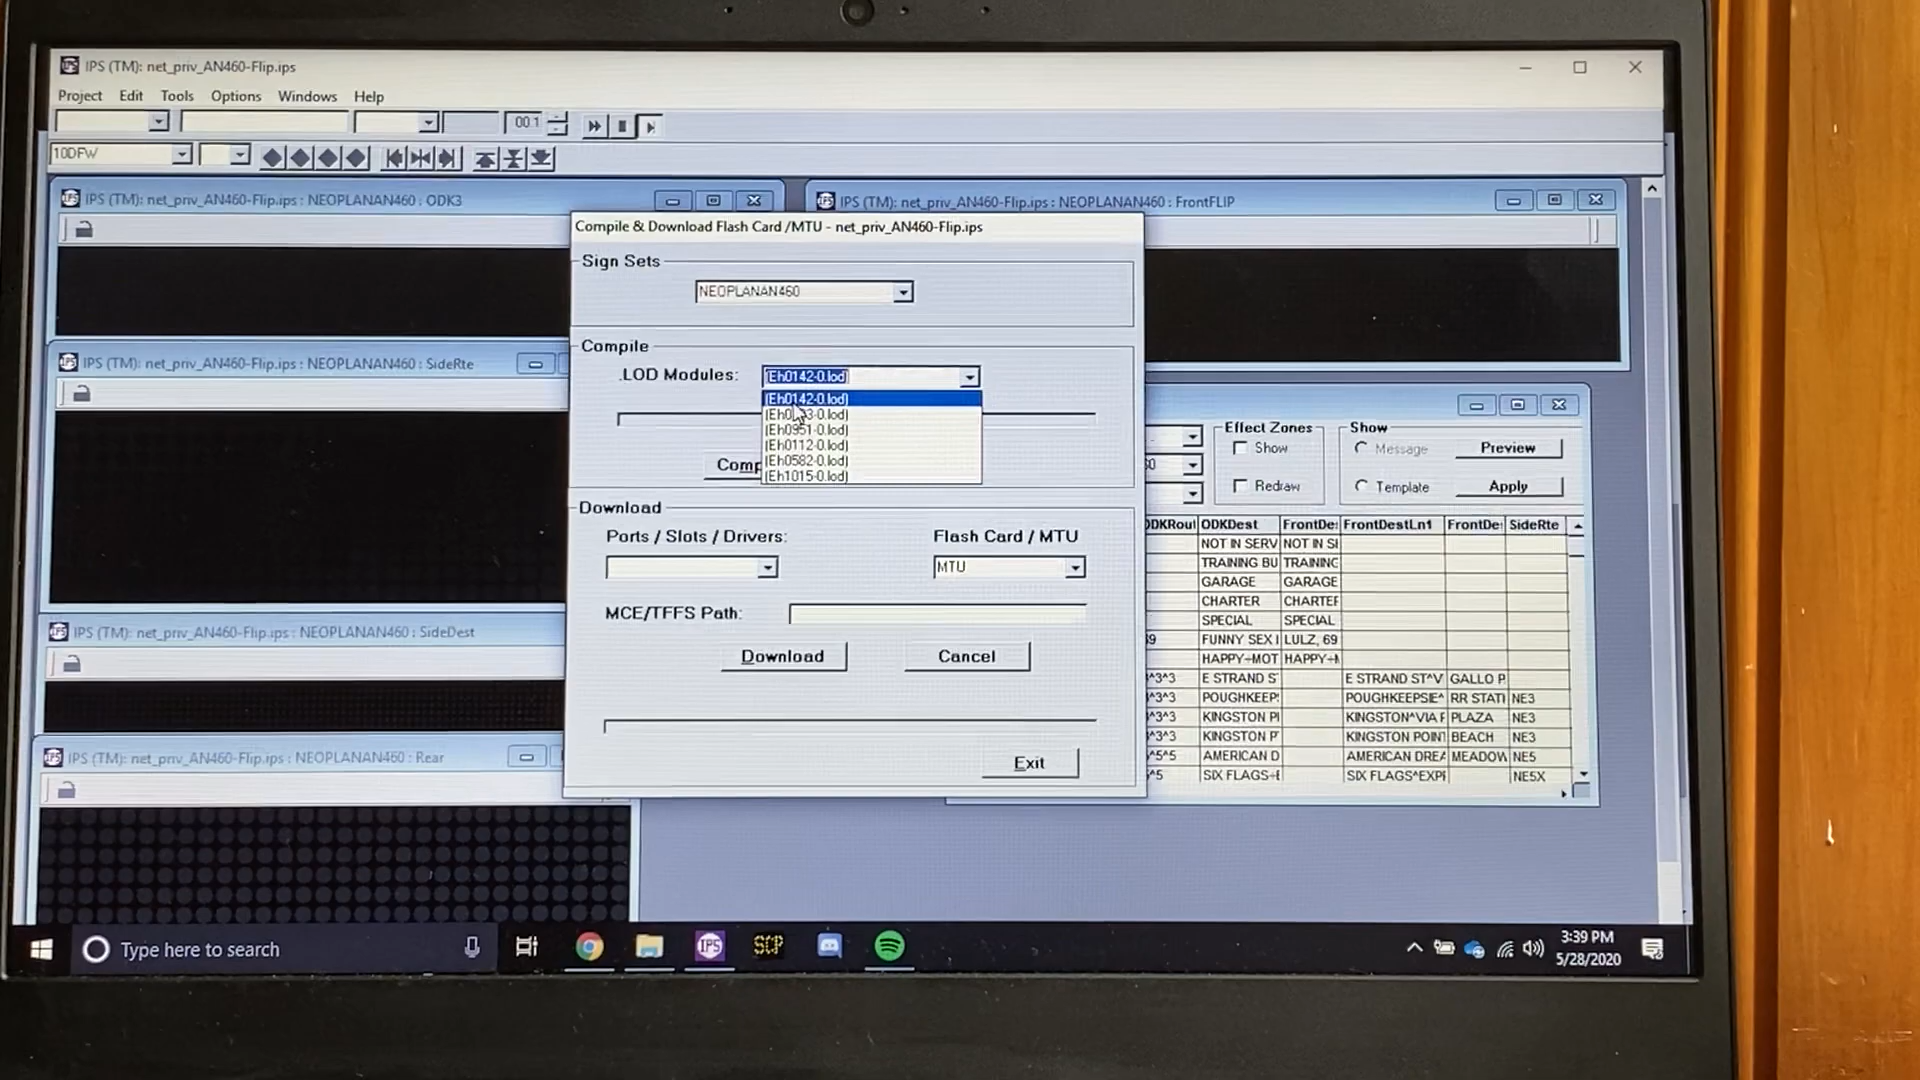 IPS (TM): net_priv_AN460-Flip.ips
Project Edit Tools Options Windows Help
00.1
10DFW
IPS (TM): net_priv_AN460-Flip.ips : NEOPLANAN460 : ODK3
IPS (TM): net_priv_AN460-Flip.ips : NEOPLANAN460 : FrontFLIP
Compile & Download Flash Card /MTU - net_priv_AN460-Flip.ips
Sign Sets
NEOPLANAN460
IPS (TM): net_priv_AN460-Flip.ips : NEOPLANAN460 : SideRte
Compile
.LOD Modules:
[Eh0142-0.lod]
[Eh0142-0.lod]
[Eh0951-0.lod]
[Eh0112-0.lod]
[Eh0582-0.lod]
[Eh1015-0.lod]
Comp
Effect Zones
Show
Redraw
Show
Message
Template
Preview
Apply
Download
Ports / Slots / Drivers:
Flash Card / MTU
MTU
MCE/TFFS Path:
Download
Cancel
Exit
ODKRout ODKDest FrontDe: FrontDestLn1 FrontDe: SideRte
NOT IN SERV NOT IN SI
TRAINING BU TRAINING
GARAGE GARAGE
CHARTER CHARTER
SPECIAL SPECIAL
69 FUNNY SEX LULZ, 69
HAPPY~MOT
^3^3 E STRAND S E STRAND ST^V GALLO P.
^3^3 POUGHKEEP: POUGHKEEPSIE^ RR STATI NE3
^3^3 KINGSTON PI KINGSTON^VIA F PLAZA NE3
^3^3 KINGSTON P KINGSTON POINT BEACH NE3
^5^5 AMERICAN D AMERICAN DREA MEADOW NE5
^5 SIX FLAGS~E SIX FLAGS^EXPI NE5X
IPS (TM): net_priv_AN460-Flip.ips : NEOPLANAN460 : SideDest
IPS (TM): net_priv_AN460-Flip.ips : NEOPLANAN460 : Rear
Type here to search
IPS
SCP
3:39 PM
5/28/2020